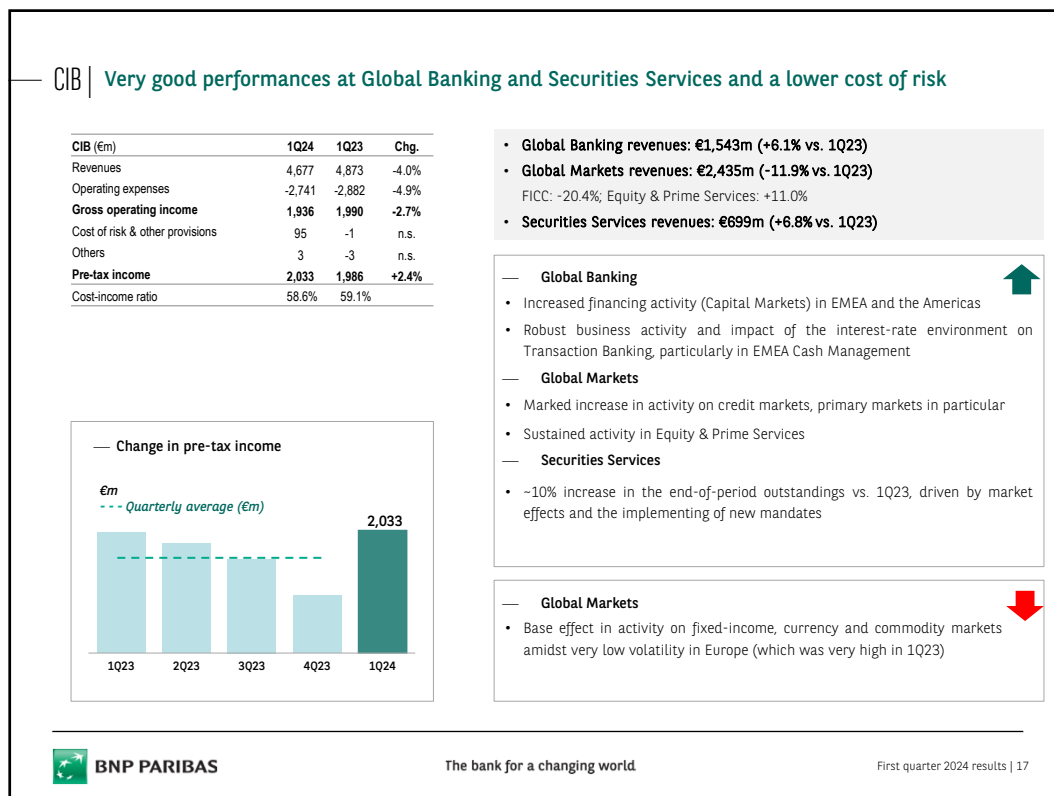 CIB Very good performances at Global Banking and Securities Services and a lower cost of risk
CIB (€m) 1Q24 1Q23 Chg.
Revenues 4,677 4,873 -4.0%
Operating expenses -2,741 -2,882 -4.9%
Gross operating income 1,936 1,990 -2.7%
Cost of risk & other provisions 95 -1 n.s.
Others 3 -3 n.s.
Pre-tax income 2,033 1,986 +2.4%
Cost-income ratio 58.6% 59.1%
— Change in pre-tax income
€m
Quarterly average (€m)
2,033
1Q23 2Q23 3Q23 4Q23 1Q24
• Global Banking revenues: €1,543m (+6.1% vs. 1Q23)
• Global Markets revenues: €2,435m (-11.9% vs. 1Q23)
FICC: -20.4%; Equity & Prime Services: +11.0%
• Securities Services revenues: €699m (+6.8% vs. 1Q23)
— Global Banking
• Increased financing activity (Capital Markets) in EMEA and the Americas
• Robust business activity and impact of the interest-rate environment on
Transaction Banking, particularly in EMEA Cash Management
— Global Markets
• Marked increase in activity on credit markets, primary markets in particular
• Sustained activity in Equity & Prime Services
— Securities Services
• ~10% increase in the end-of-period outstandings vs. 1Q23, driven by market
effects and the implementing of new mandates
— Global Markets
• Base effect in activity on fixed-income, currency and commodity markets
amidst very low volatility in Europe (which was very high in 1Q23)
BNP PARIBAS
The bank for a changing world
First quarter 2024 results | 17